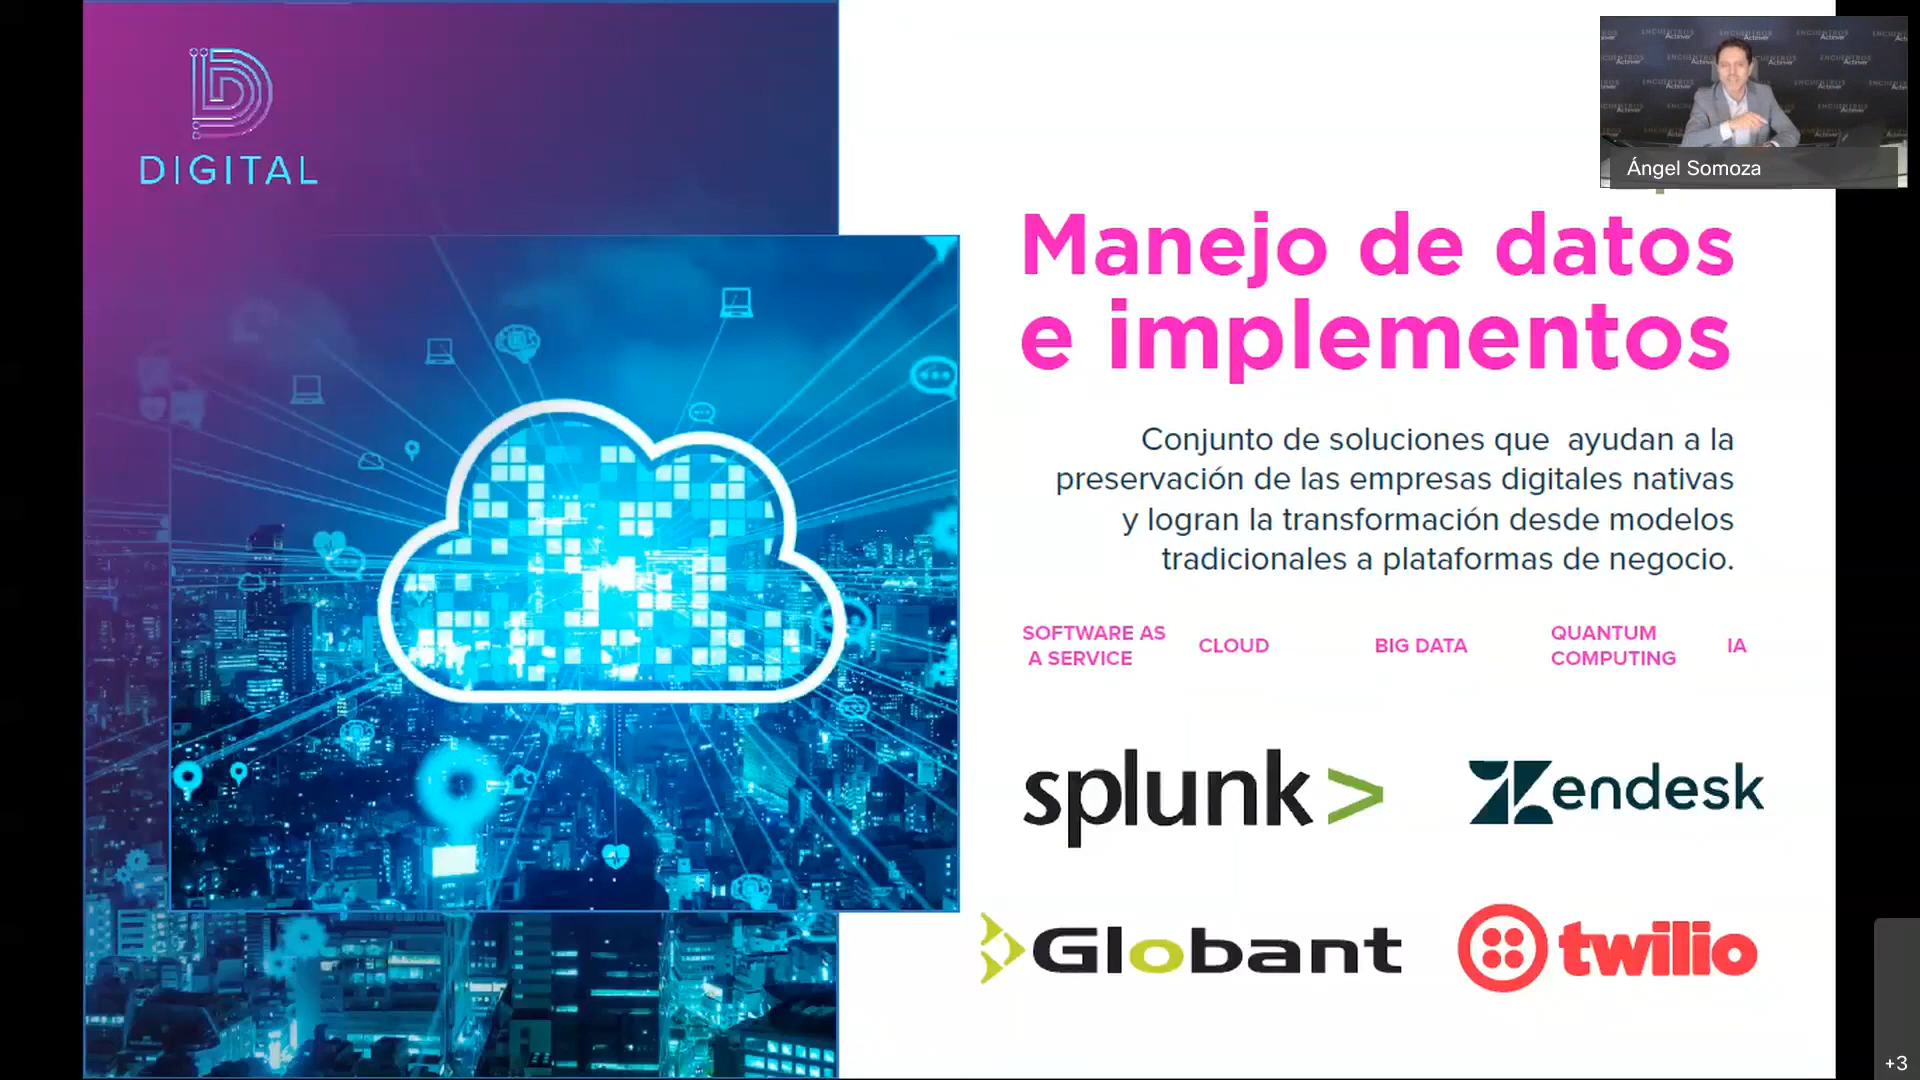 DIGITAL
ENCUENTROS
Actinver
Ángel Somoza
Manejo de datos
e implementos
Conjunto de soluciones que ayudan a la
preservación de las empresas digitales nativas
y logran la transformación desde modelos
tradicionales a plataformas de negocio.
SOFTWARE AS
A SERVICE
CLOUD
BIG DATA
QUANTUM
COMPUTING
IA
splunk>
Zendesk
Globant
twilio
+3